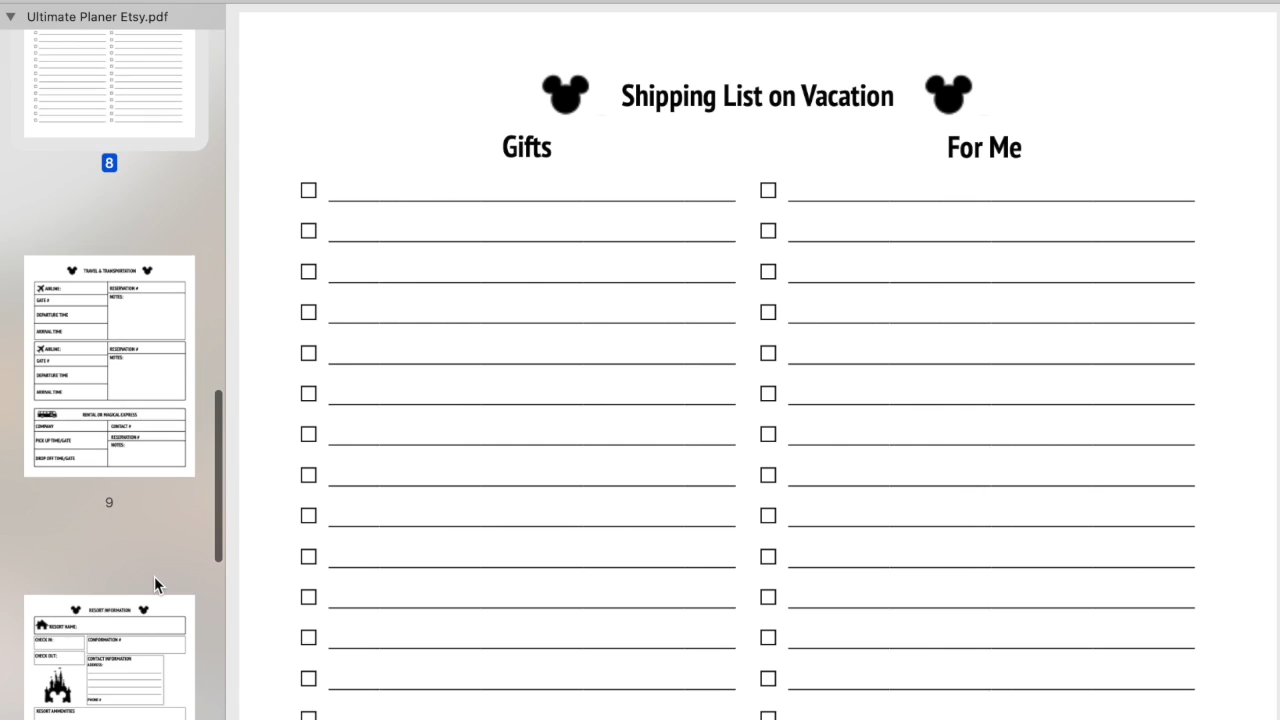 Ultimate Planer Etsy.pdf
8
TRAVEL & TRANSPORTATION
AIRLINE:
RESERVATION #
GATE #
NOTES:
DEPARTURE TIME
ARRIVAL TIME
AIRLINE:
RESERVATION #
GATE #
NOTES:
DEPARTURE TIME
ARRIVAL TIME
RENTAL OR MAGICAL EXPRESS
COMPANY
CONTACT #
PICK UP TIME/GATE
RESERVATION #
NOTES:
DROP OFF TIME/GATE
9
RESORT INFORMATION
RESORT NAME:
CHECK IN:
CONFORMATION #
CHECK OUT:
CONTACT INFORMATION
ADDRESS:
PHONE #
RESORT AMMENITIES
Shipping List on Vacation
Gifts
For Me